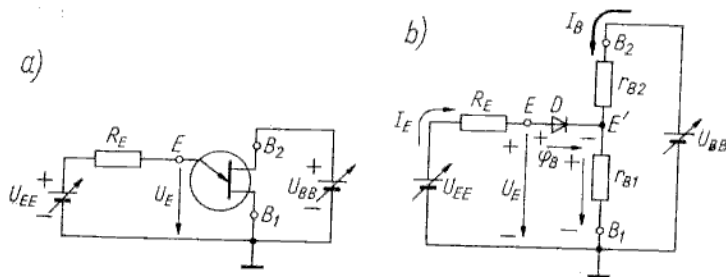 a)
R_E
E
B_2
+
U_EE
−
U_E
+
U_BB
−
B_1
b)
I_B
B_2
r_B2
I_E
R_E
E
D
E'
+
+
−
φ_B
+
U_EE
U_E
r_B1
U_BB
−
−
B_1